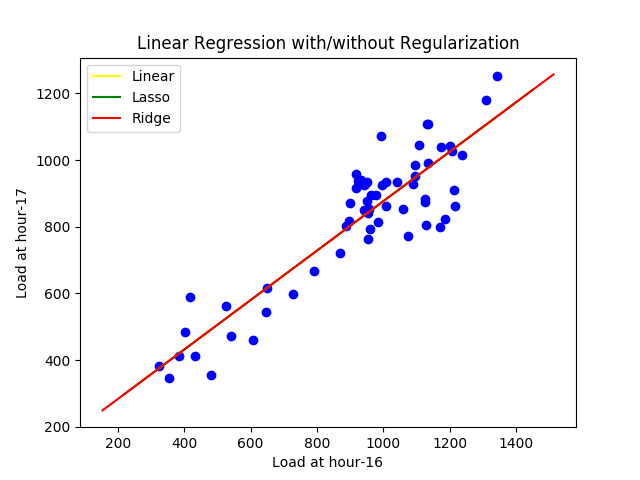 Linear Regression with/without Regularization
Linear
Lasso
Ridge
Load at hour-17
1200
1000
800
600
400
200
200 400 600 800 1000 1200 1400
Load at hour-16